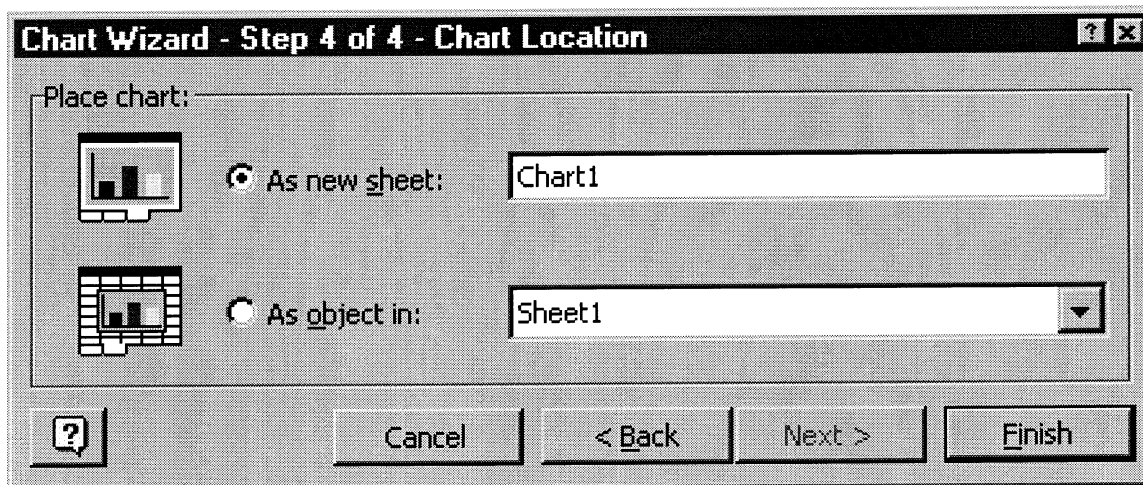 Chart Wizard - Step 4 of 4 - Chart Location
Place chart:
As new sheet: Chart1
As object in: Sheet1
Cancel < Back Next > Finish